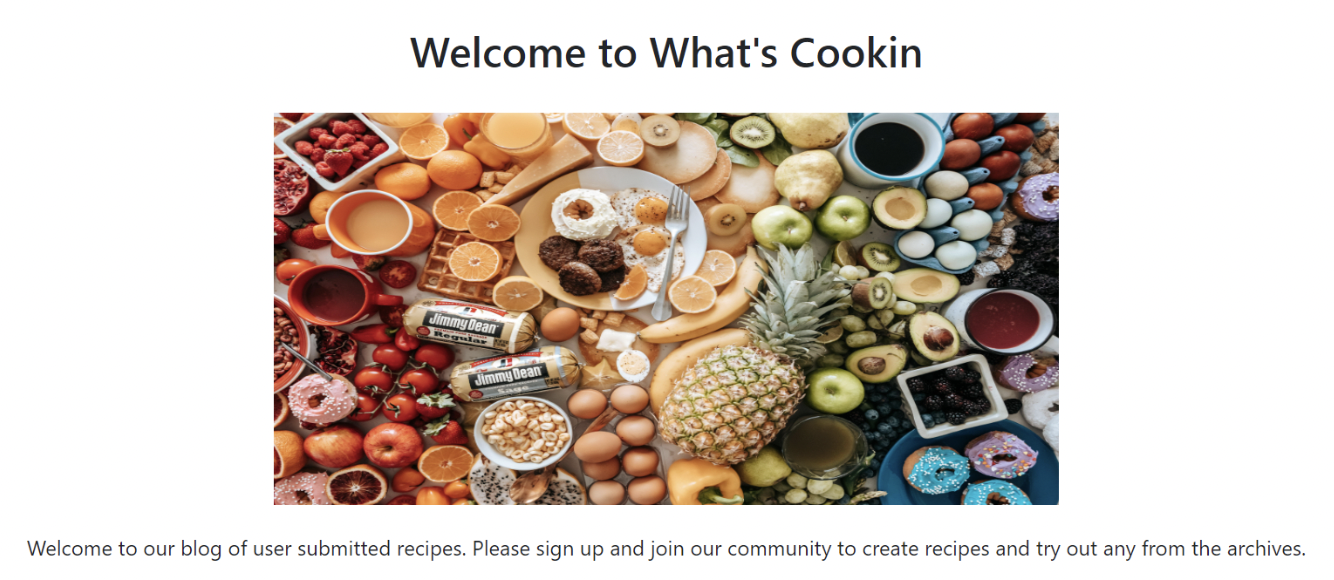 Welcome to What's Cookin
Jimmy Dean
Regular
Jimmy Dean
Sage
Welcome to our blog of user submitted recipes. Please sign up and join our community to create recipes and try out any from the archives.